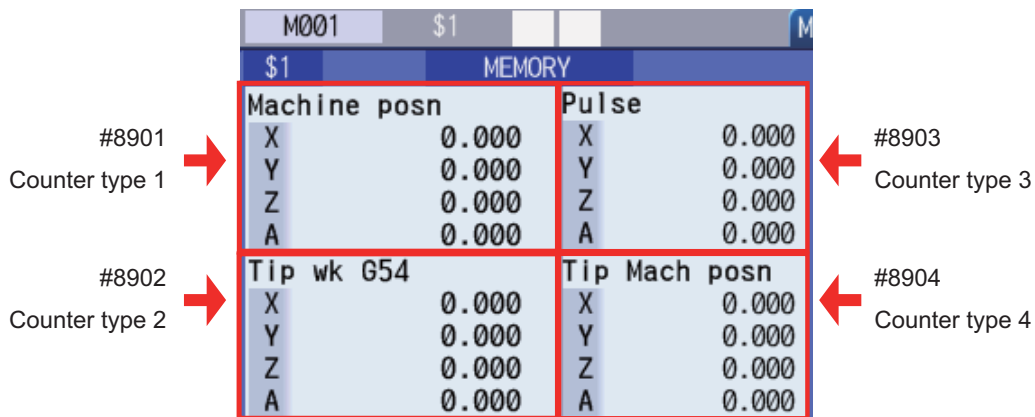 MØØ1 $1 M
$1 MEMORY
#8901
Counter type 1
Machine posn
X 0.000
Y 0.000
Z 0.000
A 0.000
Pulse
X 0.000
Y 0.000
Z 0.000
A 0.000
#8903
Counter type 3
#8902
Counter type 2
Tip wk G54
X 0.000
Y 0.000
Z 0.000
A 0.000
Tip Mach posn
X 0.000
Y 0.000
Z 0.000
A 0.000
#8904
Counter type 4